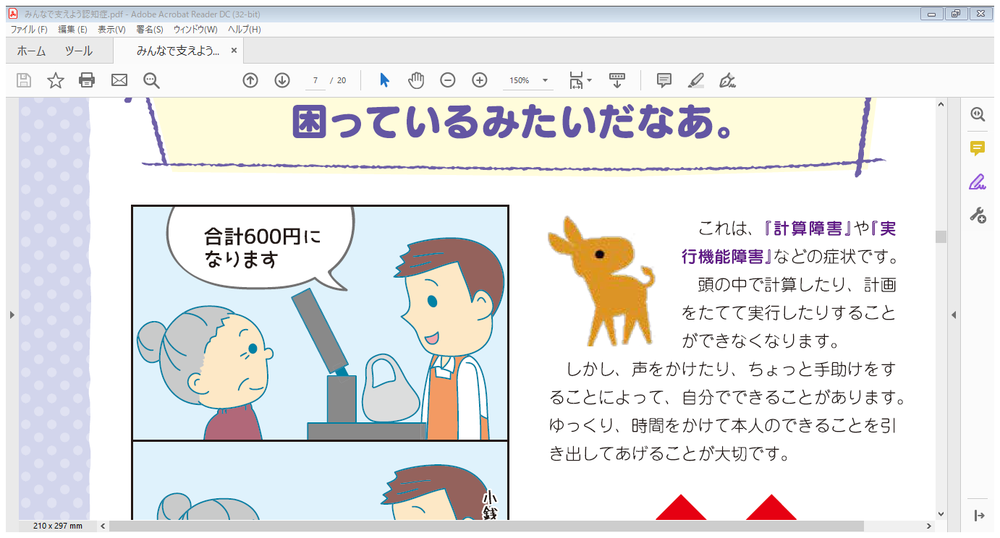 みんなで支えよう認知症.pdf - Adobe Acrobat Reader DC (32-bit)
ファイル(F) 編集(E) 表示(V) 署名(S) ウィンドウ(W) ヘルプ(H)
ホーム ツール みんなで支えよう... ×
7 / 20 150%
困っているみたいだなあ。
合計600円に
なります
これは、『計算障害』や『実
行機能障害』などの症状です。
頭の中で計算したり、計画
をたてて実行したりすること
ができなくなります。
しかし、声をかけたり、ちょっと手助けをす
ることによって、自分でできることがあります。
ゆっくり、時間をかけて本人のできることを引
き出してあげることが大切です。
小銭
210 x 297 mm